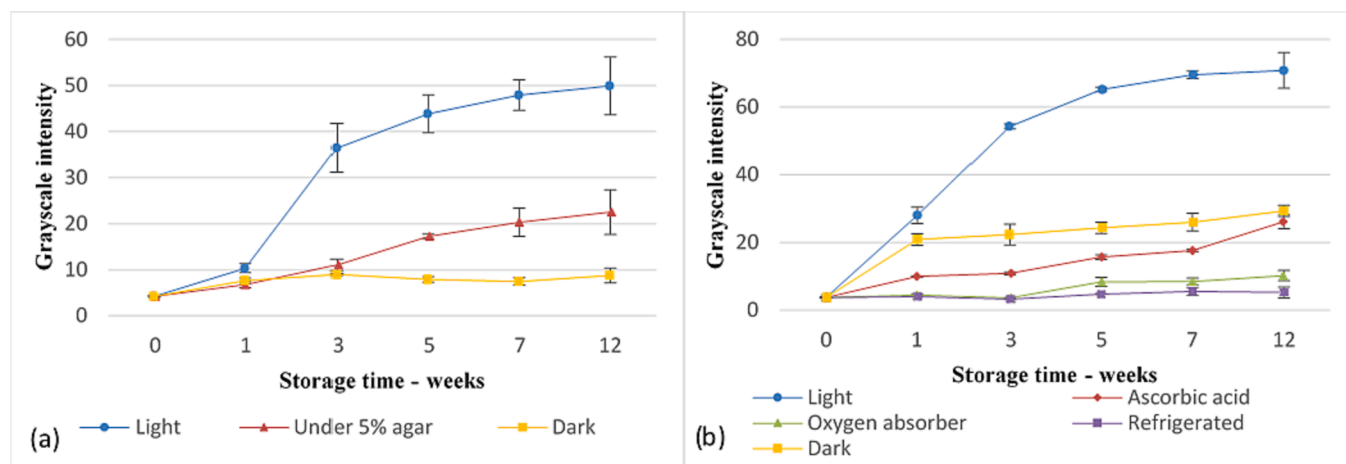 60
50
40
30
20
10
0
Grayscale intensity
0 1 3 5 7 12
Storage time - weeks
(a)
Light Under 5% agar Dark
80
60
40
20
0
Grayscale intensity
0 1 3 5 7 12
Storage time - weeks
Light Ascorbic acid
Oxygen absorber Refrigerated
(b)
Dark